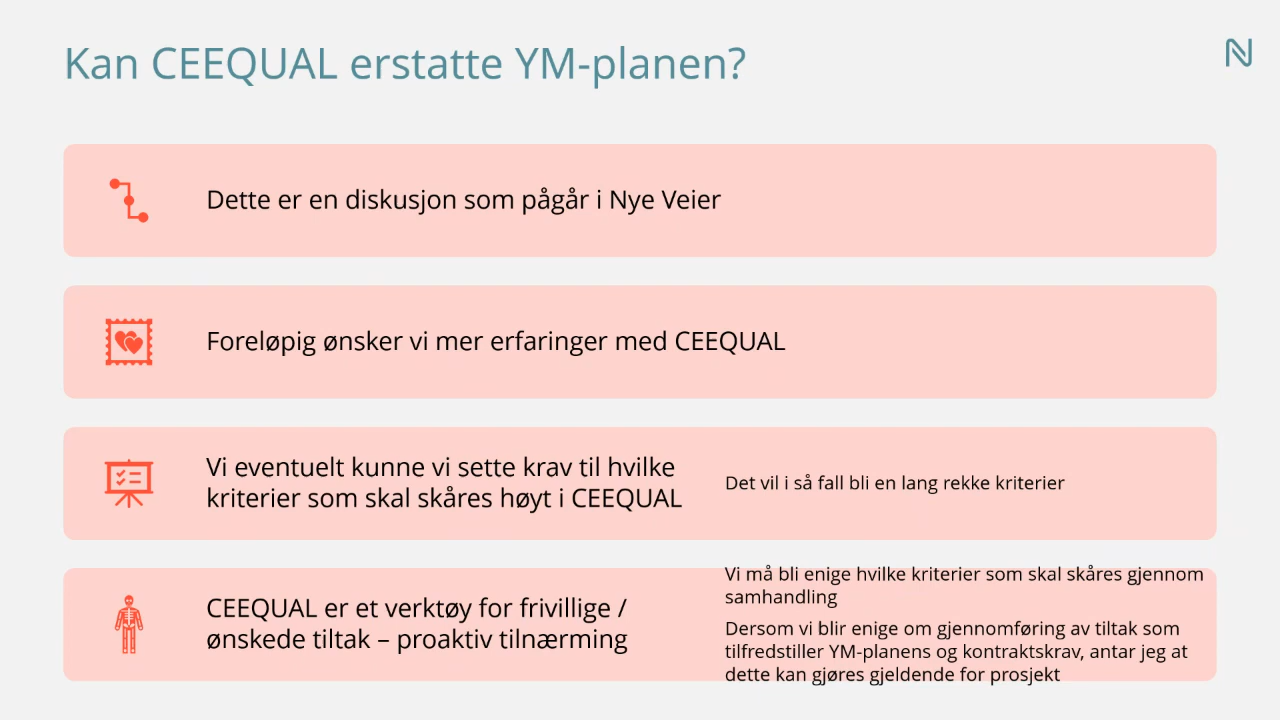 Kan CEEQUAL erstatte YM-planen?
Dette er en diskusjon som pågår i Nye Veier
Foreløpig ønsker vi mer erfaringer med CEEQUAL
Vi eventuelt kunne vi sette krav til hvilke
kriterier som skal skåres høyt i CEEQUAL
Det vil i så fall bli en lang rekke kriterier
CEEQUAL er et verktøy for frivillige /
ønskede tiltak – proaktiv tilnærming
Vi må bli enige hvilke kriterier som skal skåres gjennom
samhandling
Dersom vi blir enige om gjennomføring av tiltak som
tilfredstiller YM-planens og kontraktskrav, antar jeg at
dette kan gjøres gjeldende for prosjekt